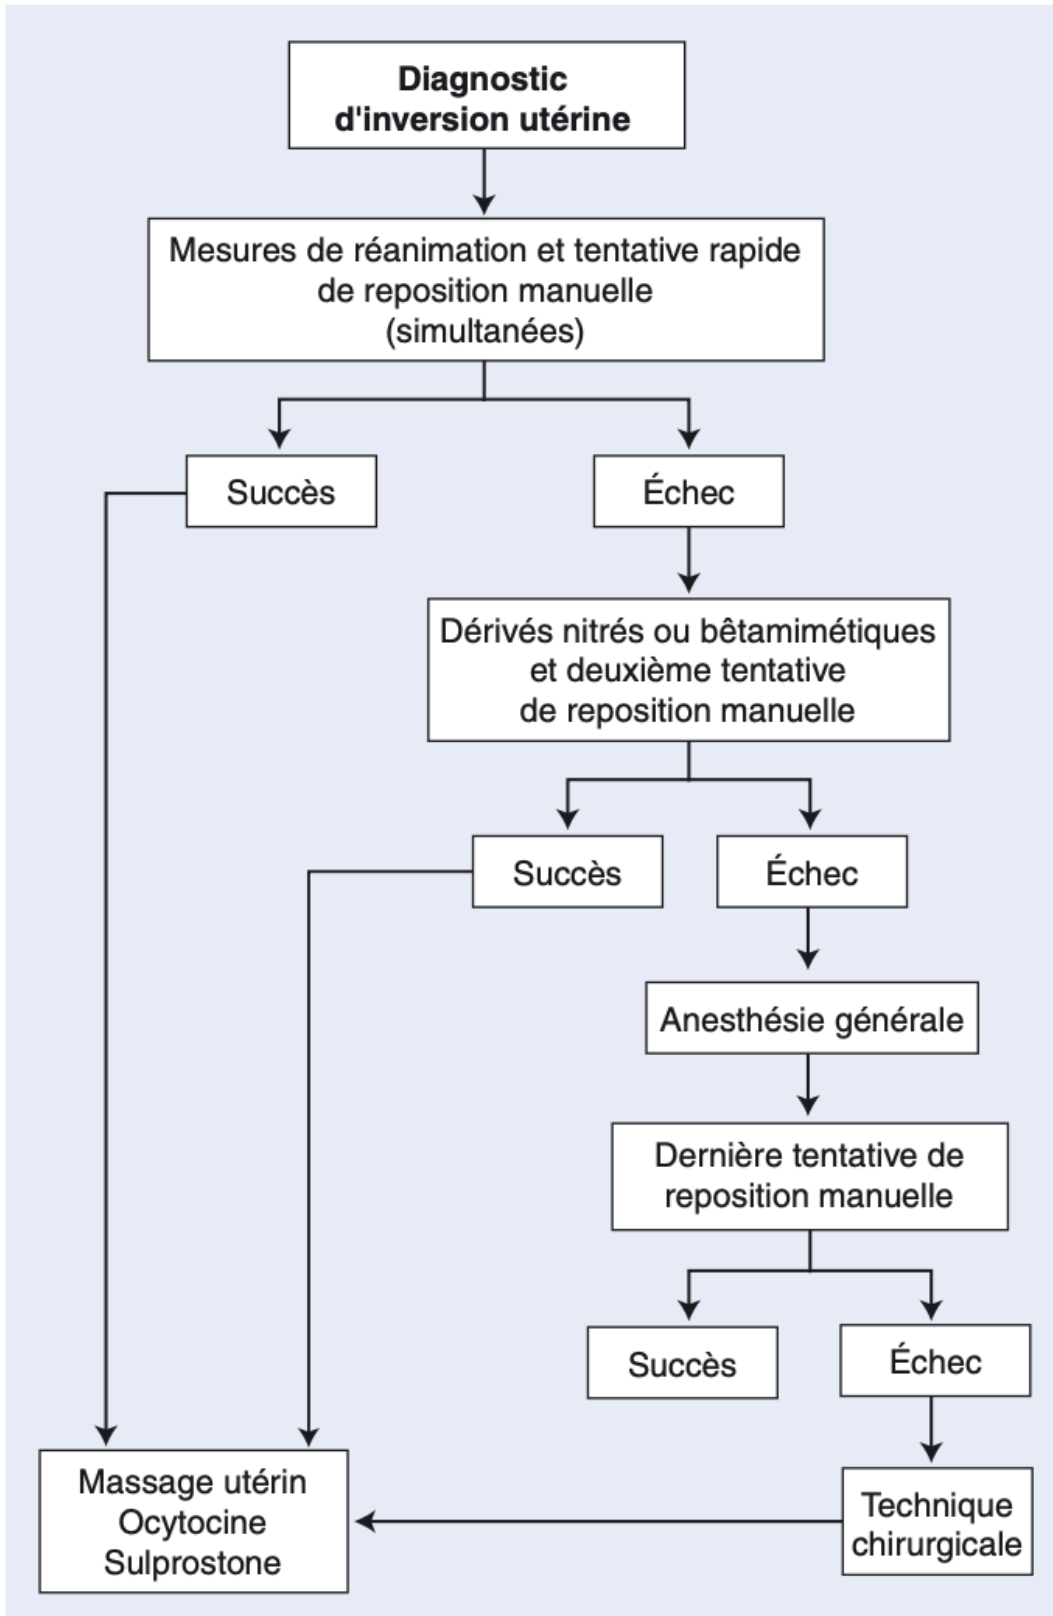 Diagnostic
d'inversion utérine
Mesures de réanimation et tentative rapide
de reposition manuelle
(simultanées)
Succès
Échec
Dérivés nitrés ou bêtamimétiques
et deuxième tentative
de reposition manuelle
Succès
Échec
Anesthésie générale
Dernière tentative de
reposition manuelle
Succès
Échec
Massage utérin
Ocytocine
Sulprostone
Technique
chirurgicale